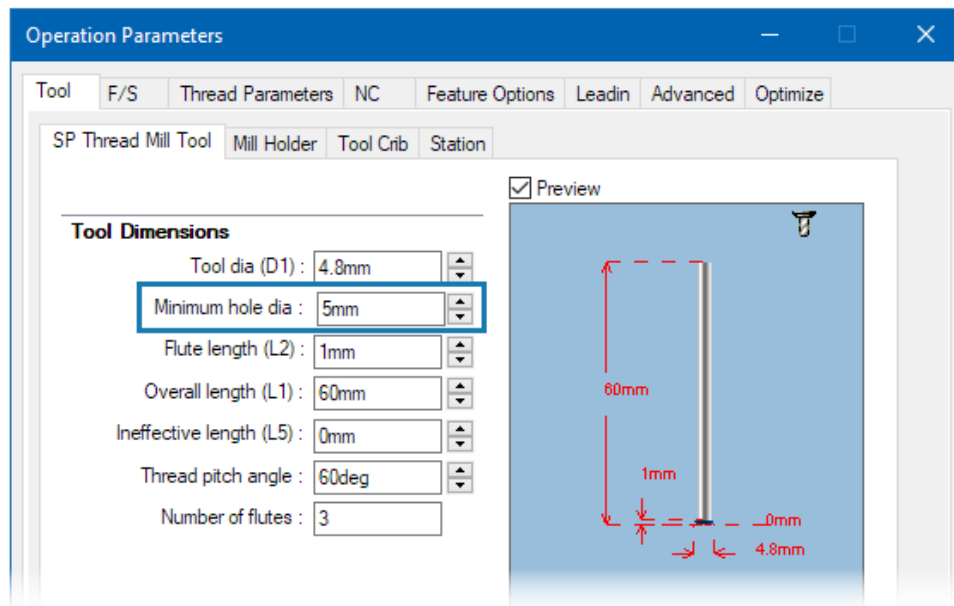 Operation Parameters
Tool F/S Thread Parameters NC Feature Options Leadin Advanced Optimize
SP Thread Mill Tool Mill Holder Tool Crib Station
Preview
Tool Dimensions
Tool dia (D1) : 4.8mm
Minimum hole dia : 5mm
Flute length (L2) : 1mm
Overall length (L1) : 60mm
Ineffective length (L5) : 0mm
Thread pitch angle : 60deg
Number of flutes : 3
60mm
1mm
0mm
4.8mm